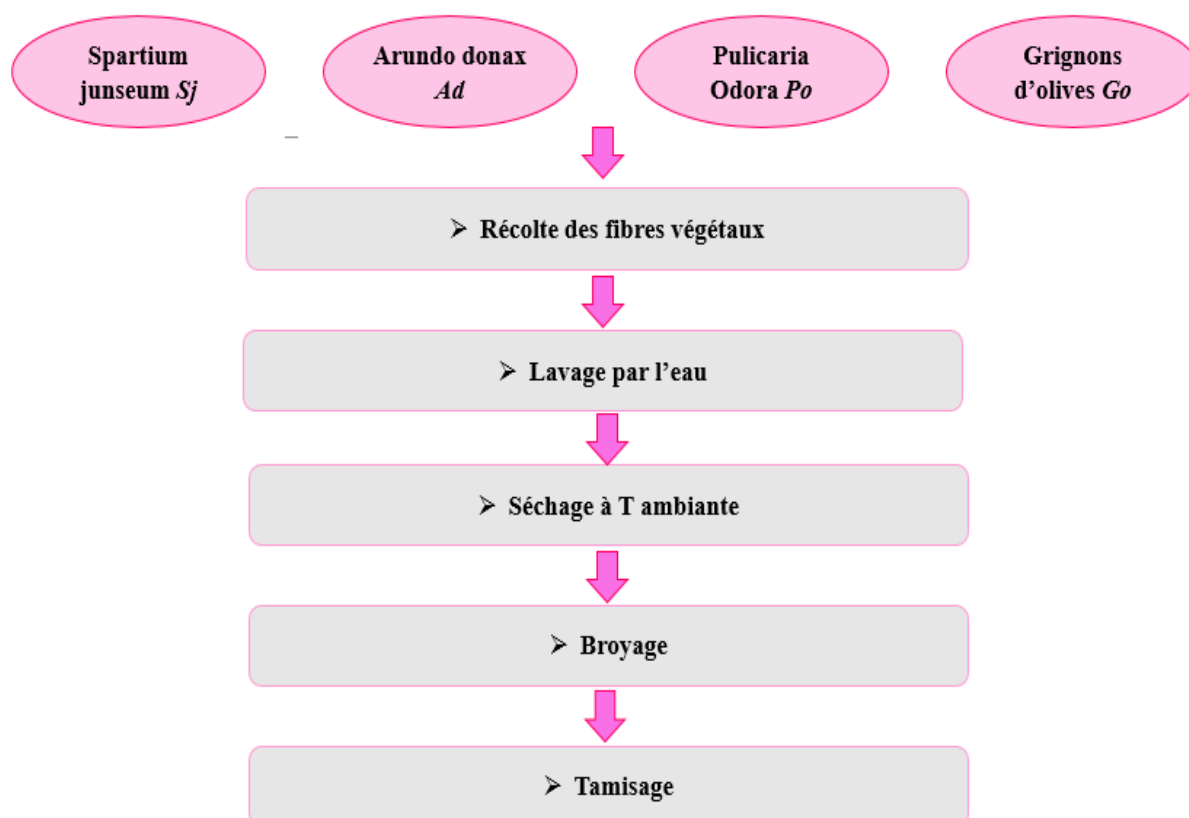 Spartium
junseum Sj
Arundo donax
Ad
Pulicaria
Odora Po
Grignons
d’olives Go
➢ Récolte des fibres végétaux
➢ Lavage par l’eau
➢ Séchage à T ambiante
➢ Broyage
➢ Tamisage